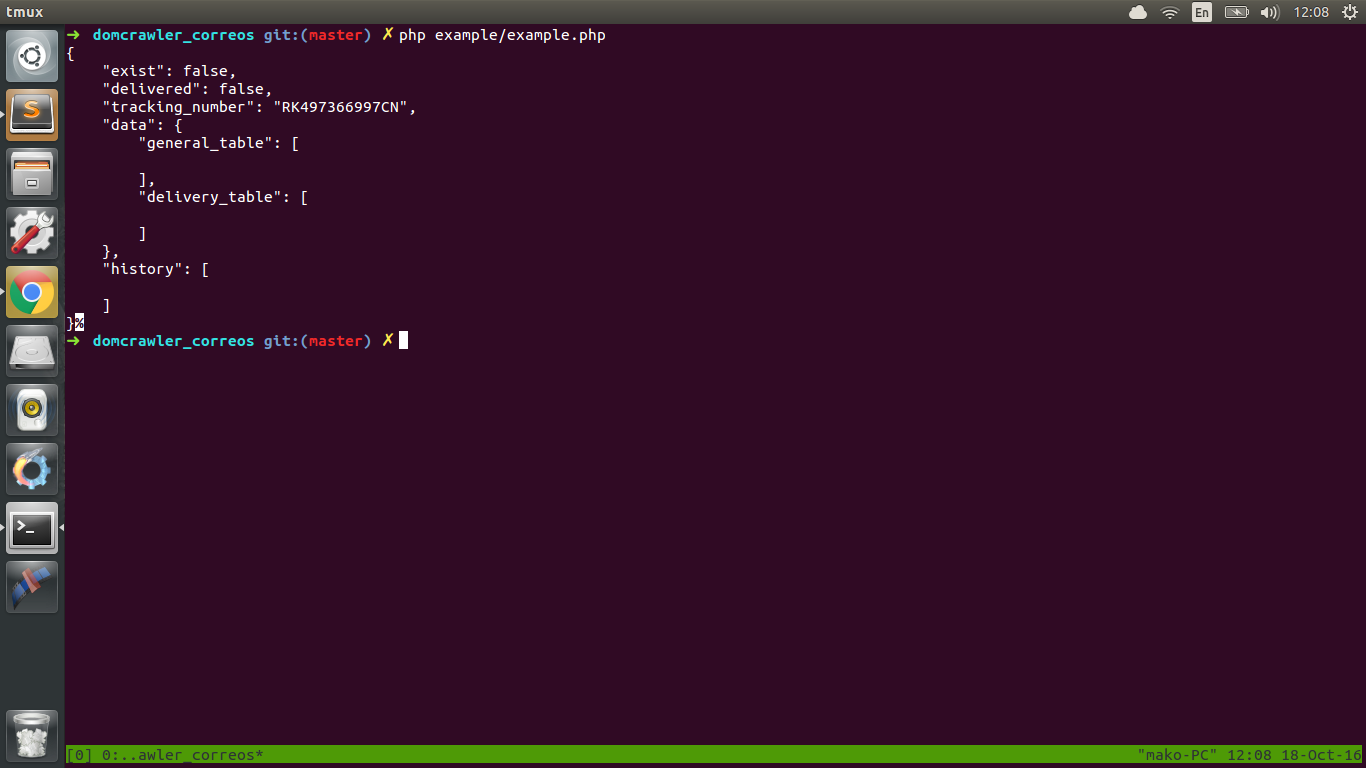 tmux
En
12:08
➜  domcrawler_correos git:(master) ✗ php example/example.php
{
    "exist": false,
    "delivered": false,
    "tracking_number": "RK497366997CN",
    "data": {
        "general_table": [
        ],
        "delivery_table": [
        ]
    },
    "history": [
    ]
}%
➜  domcrawler_correos git:(master) ✗
[0] 0:..awler_correos*
"mako-PC" 12:08 18-Oct-16